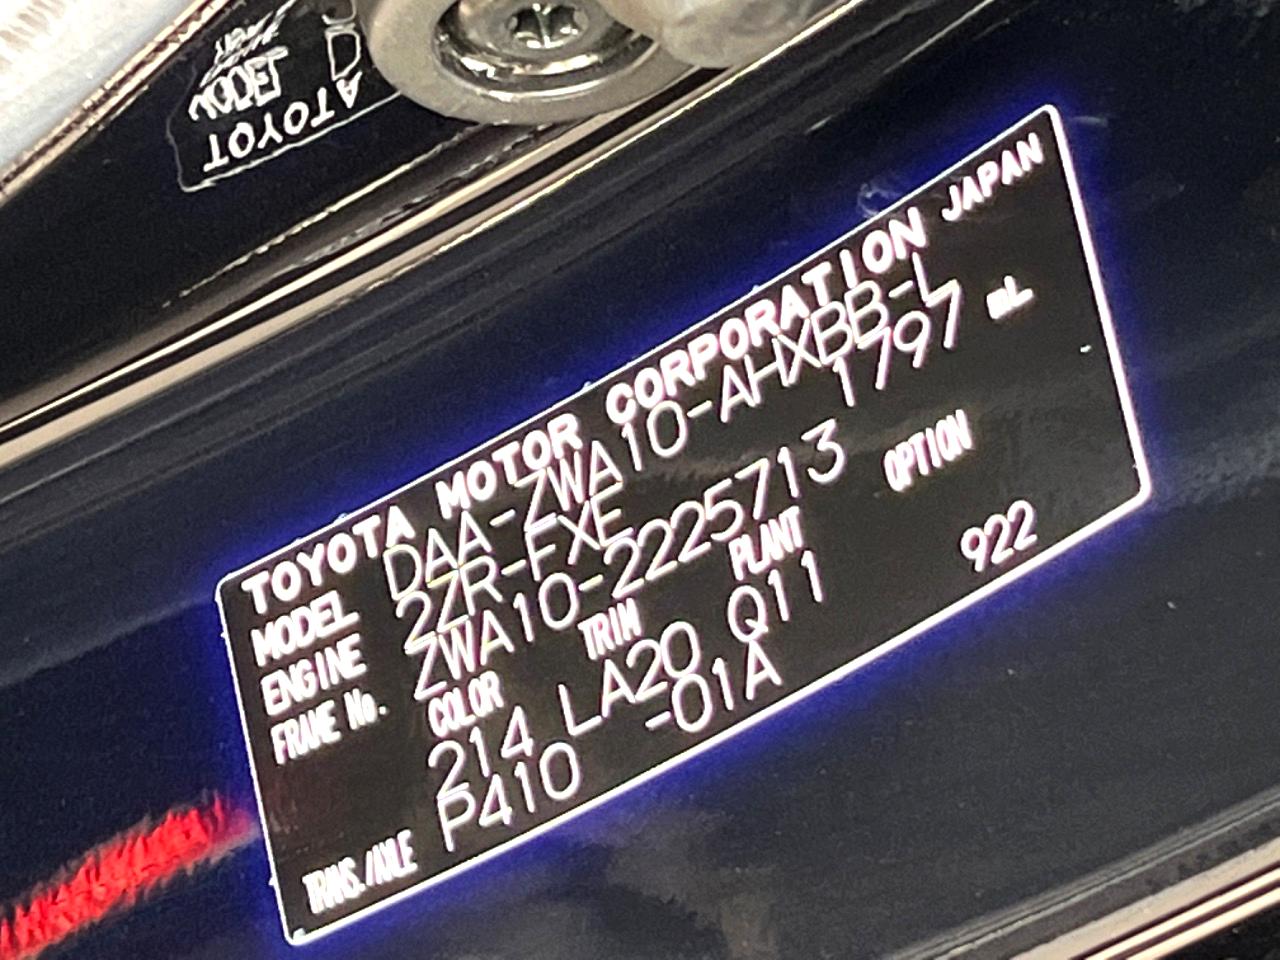 TOYOTA MOTOR CORPORATION JAPAN
MODEL DAA-ZWA10-AHXBB-L
ENGINE 2ZR-FXE 1797 mL
FRAME No. ZWA10-2225713
COLOR TRIM PLANT OPTION
214 LA20 Q11 922
TRANS./AXLE P410 -01A
TOYOTA
MODEL